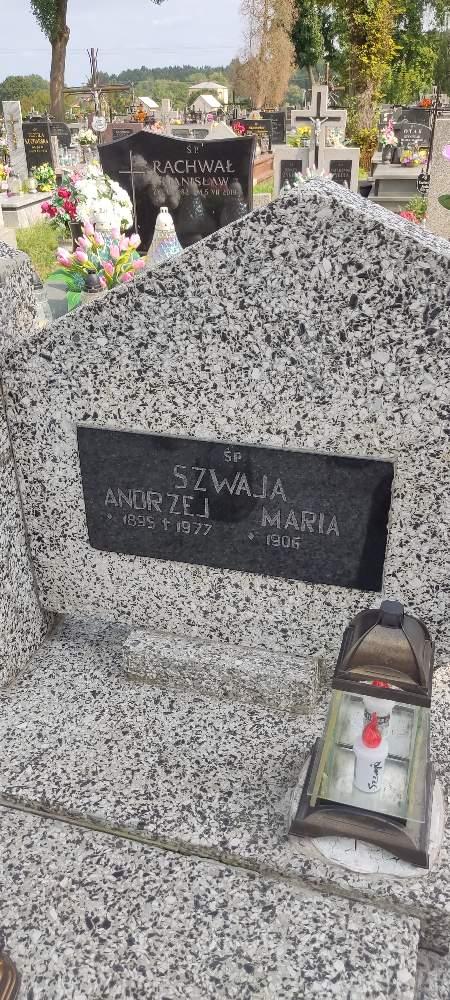 ŚP
RACHWAŁ
STANISŁAW
ŚP
SZWAJA
ANDRZEJ MARIA
* 1895 † 1977 * 1906